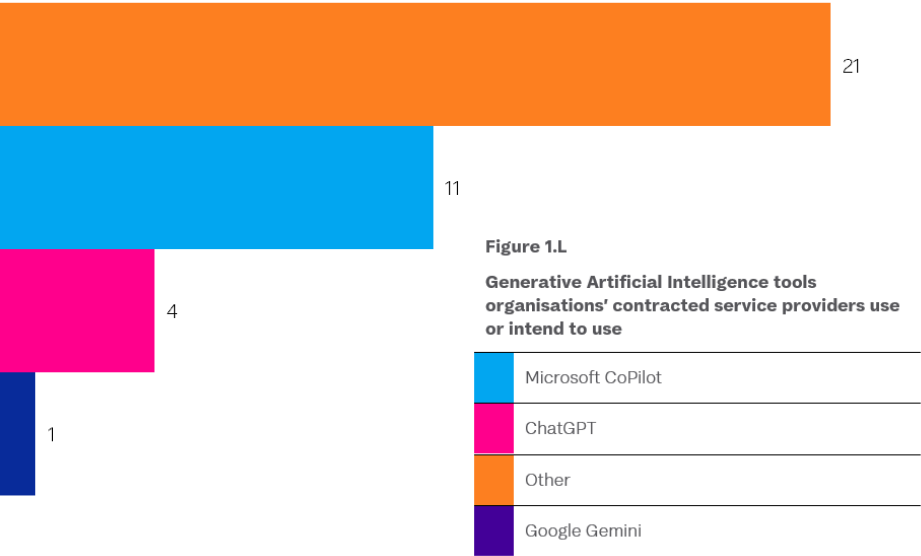 21
11
Figure 1.L
Generative Artificial Intelligence tools
organisations’ contracted service providers use
or intend to use
4
Microsoft CoPilot
ChatGPT
1
Other
Google Gemini